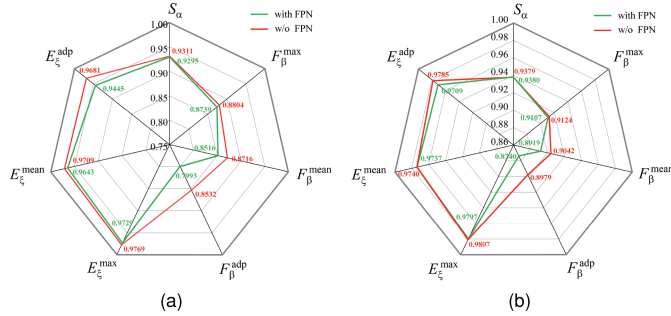 S_α
1.00
with FPN
w/o FPN
0.95
E_ξ^adp
F_β^max
0.9681
0.9311
0.9295
0.90
0.9445
0.85
0.8739
0.8804
0.80
0.75
0.8516
0.8716
E_ξ^mean
0.9709
0.9643
F_β^mean
0.7993
0.8532
0.9725
0.9769
E_ξ^max
F_β^adp
(a)
S_α
1.00
with FPN
w/o FPN
0.98
0.96
E_ξ^adp
F_β^max
0.94
0.9785
0.9379
0.9380
0.9709
0.92
0.90
0.9107
0.9124
0.88
0.86
0.8919
0.9042
0.8740
E_ξ^mean
0.9737
0.9740
F_β^mean
0.8979
0.9797
0.9807
E_ξ^max
F_β^adp
(b)